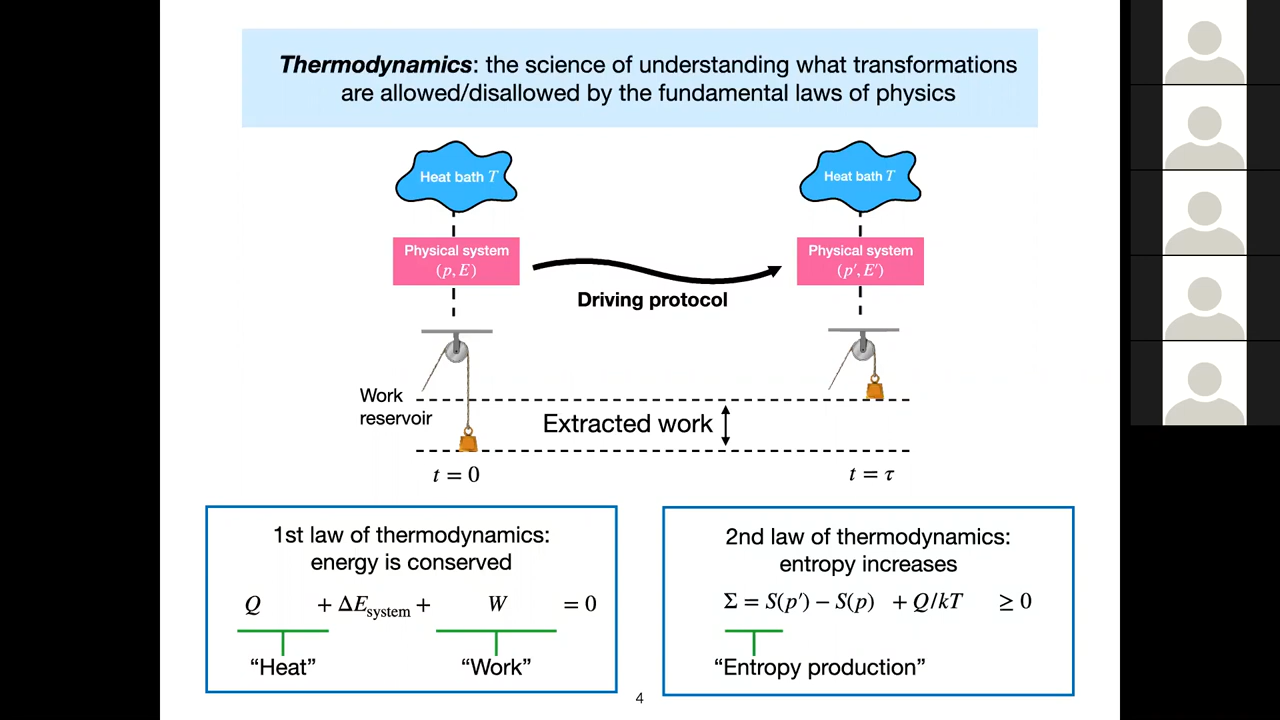 Thermodynamics: the science of understanding what transformations
are allowed/disallowed by the fundamental laws of physics
Heat bath T
Heat bath T
Physical system
(p, E)
Physical system
(p′, E′)
Driving protocol
Work
reservoir
Extracted work
t = 0
t = τ
1st law of thermodynamics:
energy is conserved
Q + ΔE_system + W = 0
“Heat”
“Work”
2nd law of thermodynamics:
entropy increases
Σ = S(p′) − S(p) + Q/kT ≥ 0
“Entropy production”
4